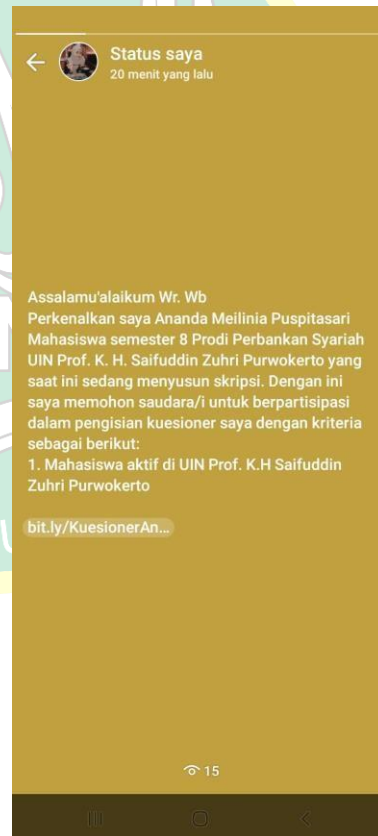 Status saya
20 menit yang lalu
Assalamu'alaikum Wr. Wb
Perkenalkan saya Ananda Meilinia Puspitasari
Mahasiswa semester 8 Prodi Perbankan Syariah
UIN Prof. K. H. Saifuddin Zuhri Purwokerto yang
saat ini sedang menyusun skripsi. Dengan ini
saya memohon saudara/i untuk berpartisipasi
dalam pengisian kuesioner saya dengan kriteria
sebagai berikut:
1. Mahasiswa aktif di UIN Prof. K.H Saifuddin
Zuhri Purwokerto
bit.ly/KuesionerAn...
15